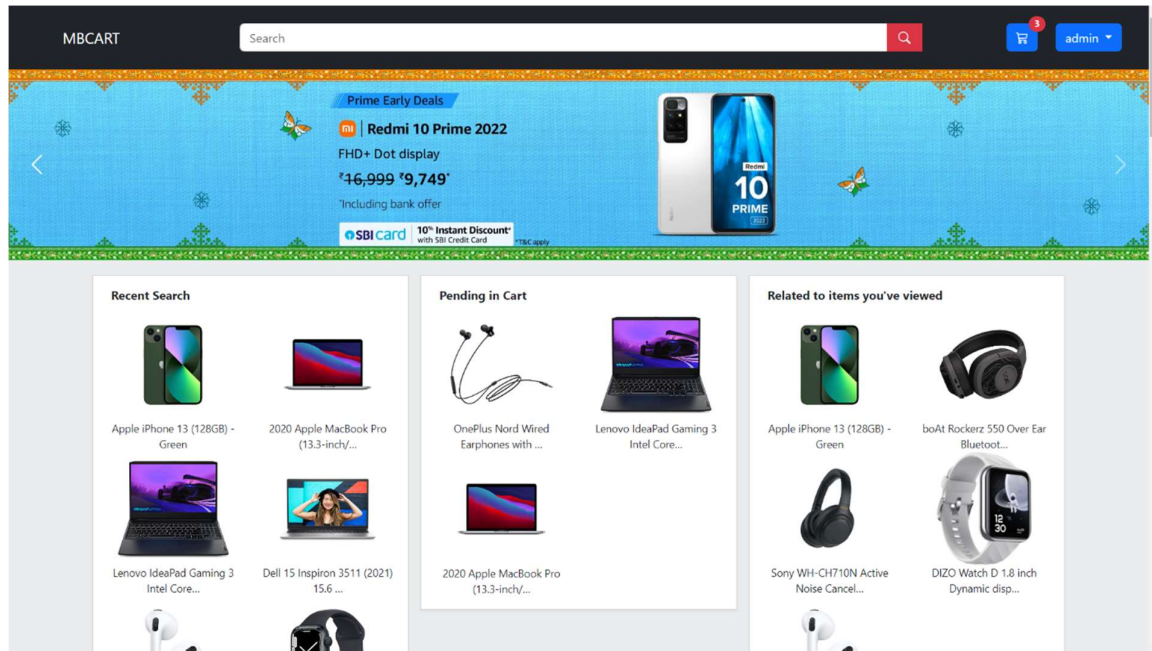 MBCART
Search
3
admin
Prime Early Deals
mi | Redmi 10 Prime 2022
FHD+ Dot display
₹16,999 ₹9,749*
*Including bank offer
SBI card
10% Instant Discount*
with SBI Credit Card
*T&C apply
Redmi
10
PRIME
2022
Recent Search
Apple iPhone 13 (128GB) -
Green
2020 Apple MacBook Pro
(13.3-inch/...
Lenovo IdeaPad Gaming 3
Intel Core...
Dell 15 Inspiron 3511 (2021)
15.6 ...
Pending in Cart
OnePlus Nord Wired
Earphones with ...
Lenovo IdeaPad Gaming 3
Intel Core...
2020 Apple MacBook Pro
(13.3-inch/...
Related to items you've viewed
Apple iPhone 13 (128GB) -
Green
boAt Rockerz 550 Over Ear
Bluetoot...
Sony WH-CH710N Active
Noise Cancel...
12
30
DIZO Watch D 1.8 inch
Dynamic disp...